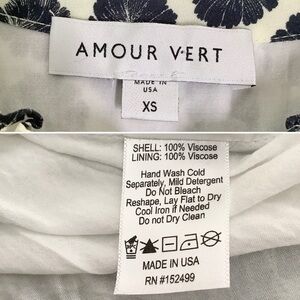 AMOUR VERT
MADE IN
USA
XS
SHELL: 100% Viscose
LINING: 100% Viscose
Hand Wash Cold
Separately, Mild Detergent
Do Not Bleach
Reshape, Lay Flat to Dry
Cool Iron if Needed
Do not Dry Clean
MADE IN USA
RN #152499